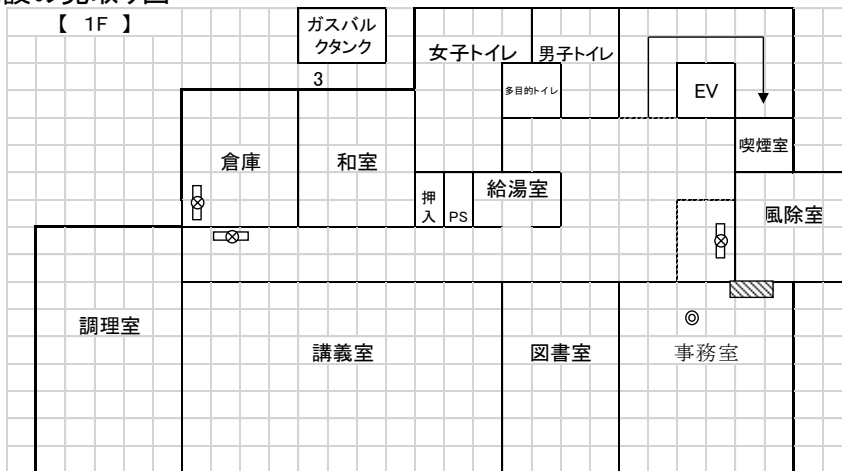 設の見取り図
【 1F 】
ガスバル
クタンク
女子トイレ
男子トイレ
3
多目的トイレ
EV
喫煙室
倉庫
和室
押
入
PS
給湯室
風除室
調理室
講義室
図書室
事務室